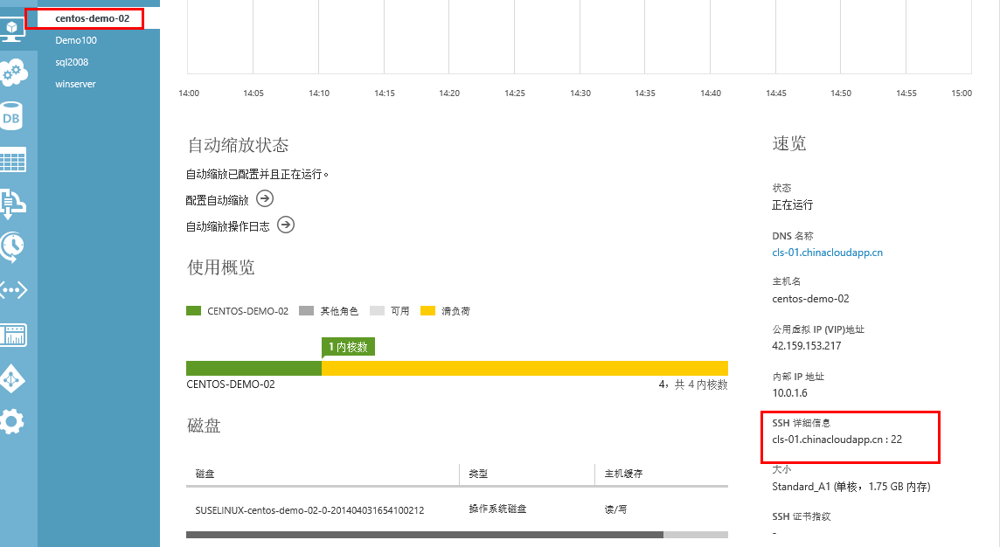 centos-demo-02
Demo100
sql2008
winserver
DB
14:00 14:05 14:10 14:15 14:20 14:25 14:30 14:35 14:40 14:45 14:50 14:55 15:00
自动缩放状态
自动缩放已配置并且正在运行。
配置自动缩放
自动缩放操作日志
使用概览
CENTOS-DEMO-02 其他角色 可用 满负荷
1 内核数
CENTOS-DEMO-02 4，共 4 内核数
磁盘
磁盘 类型 主机缓存
SUSELINUX-centos-demo-02-0-201404031654100212 操作系统磁盘 读/写
速览
状态
正在运行
DNS 名称
cls-01.chinacloudapp.cn
主机名
centos-demo-02
公用虚拟 IP (VIP)地址
42.159.153.217
内部 IP 地址
10.0.1.6
SSH 详细信息
cls-01.chinacloudapp.cn : 22
大小
Standard_A1 (单核，1.75 GB 内存)
SSH 证书指纹
-